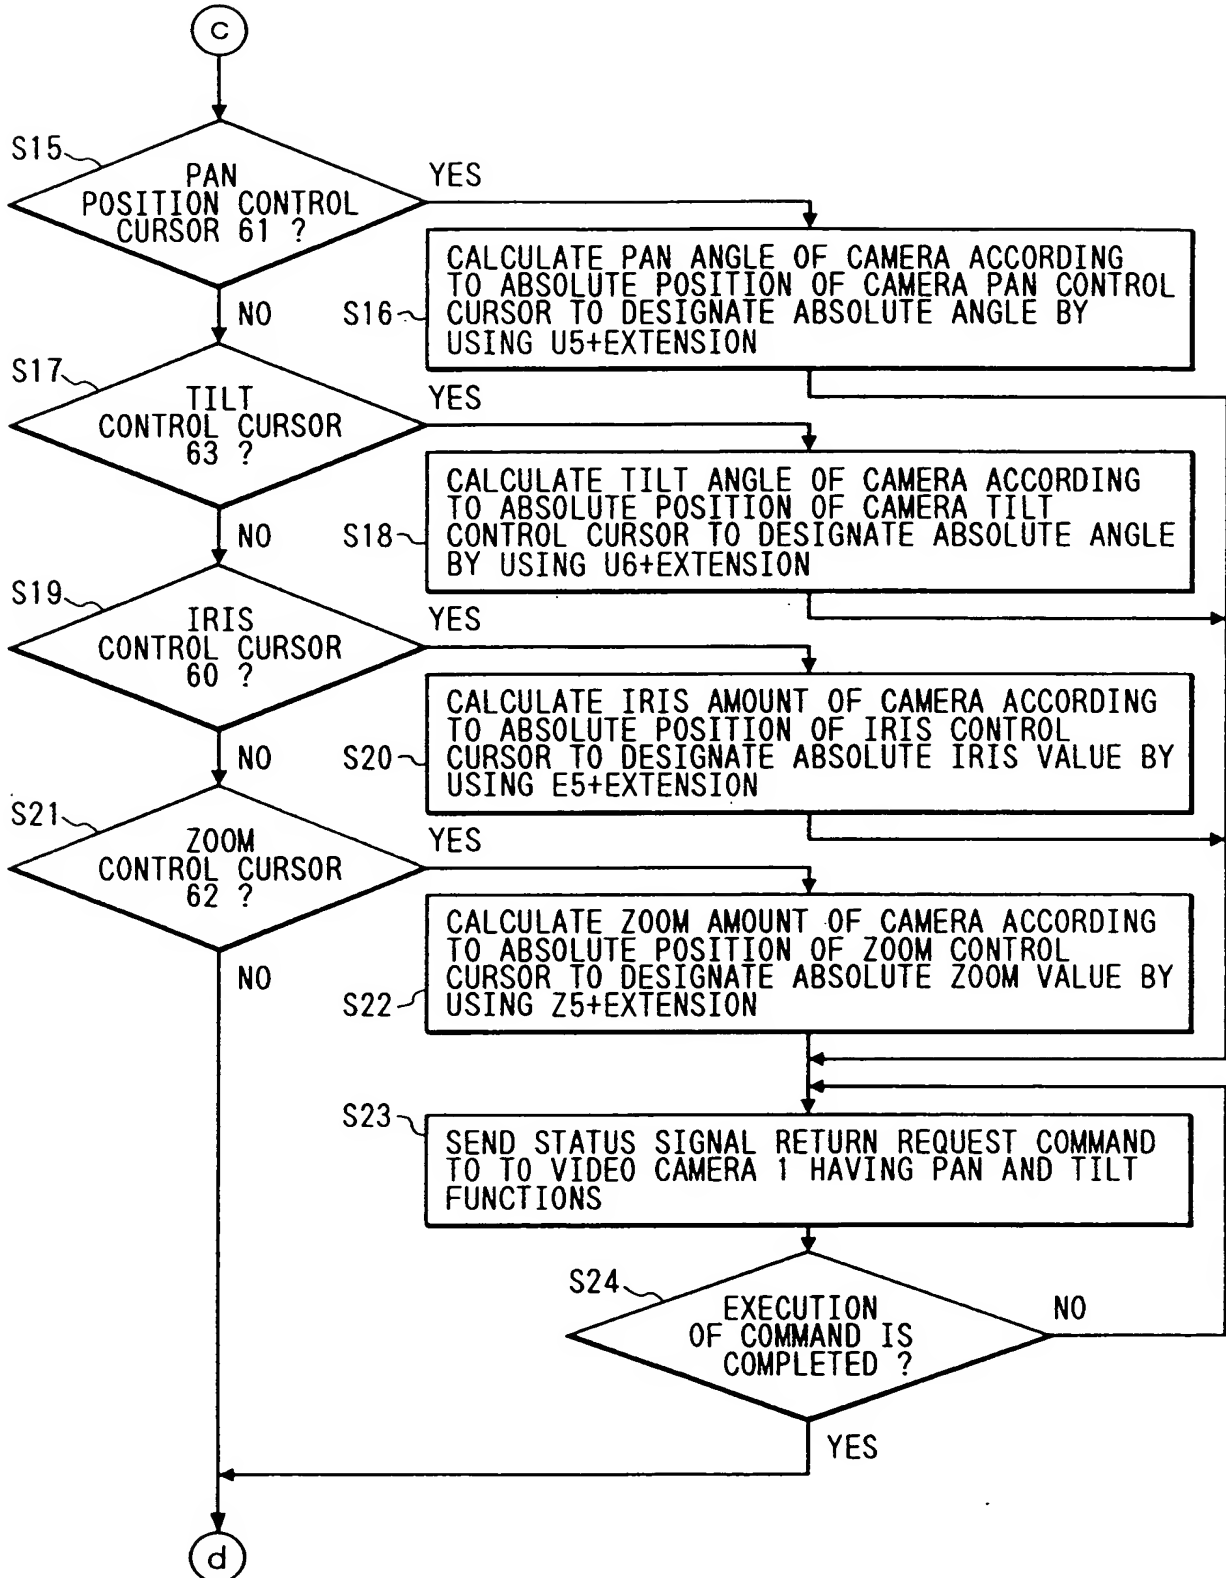 c
S15
PAN
POSITION CONTROL
CURSOR 61 ?
YES
NO
S16
CALCULATE PAN ANGLE OF CAMERA ACCORDING
TO ABSOLUTE POSITION OF CAMERA PAN CONTROL
CURSOR TO DESIGNATE ABSOLUTE ANGLE BY
USING U5+EXTENSION
S17
TILT
CONTROL CURSOR
63 ?
YES
NO
S18
CALCULATE TILT ANGLE OF CAMERA ACCORDING
TO ABSOLUTE POSITION OF CAMERA TILT
CONTROL CURSOR TO DESIGNATE ABSOLUTE ANGLE
BY USING U6+EXTENSION
S19
IRIS
CONTROL CURSOR
60 ?
YES
NO
S20
CALCULATE IRIS AMOUNT OF CAMERA ACCORDING
TO ABSOLUTE POSITION OF IRIS CONTROL
CURSOR TO DESIGNATE ABSOLUTE IRIS VALUE BY
USING E5+EXTENSION
S21
ZOOM
CONTROL CURSOR
62 ?
YES
NO
S22
CALCULATE ZOOM AMOUNT OF CAMERA ACCORDING
TO ABSOLUTE POSITION OF ZOOM CONTROL
CURSOR TO DESIGNATE ABSOLUTE ZOOM VALUE BY
USING Z5+EXTENSION
S23
SEND STATUS SIGNAL RETURN REQUEST COMMAND
TO TO VIDEO CAMERA 1 HAVING PAN AND TILT
FUNCTIONS
S24
EXECUTION
OF COMMAND IS
COMPLETED ?
NO
YES
d